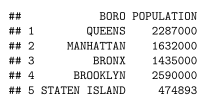 ## BORO POPULATION
## 1 QUEENS 2287000
## 2 MANHATTAN 1632000
## 3 BRONX 1435000
## 4 BROOKLYN 2590000
## 5 STATEN ISLAND 474893